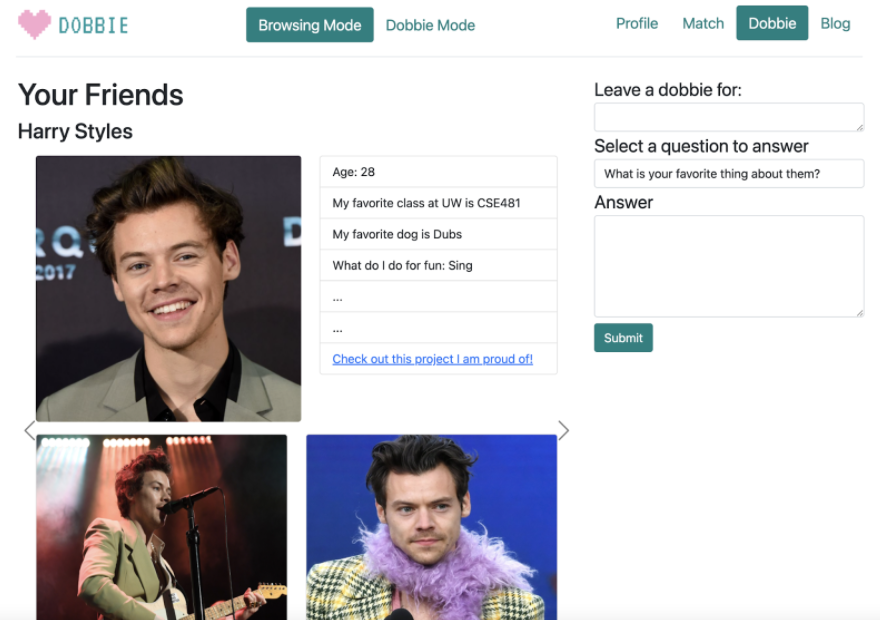 DOBBIE
Browsing Mode
Dobbie Mode
Profile
Match
Dobbie
Blog
Your Friends
Harry Styles
2017
Age: 28
My favorite class at UW is CSE481
My favorite dog is Dubs
What do I do for fun: Sing
...
...
Check out this project I am proud of!
Leave a dobbie for:
Select a question to answer
What is your favorite thing about them?
Answer
Submit